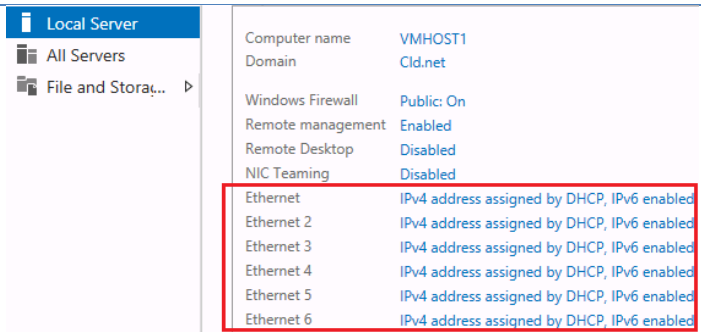 Local Server
All Servers
File and Storag...
Computer name VMHOST1
Domain Cld.net
Windows Firewall Public: On
Remote management Enabled
Remote Desktop Disabled
NIC Teaming Disabled
Ethernet IPv4 address assigned by DHCP, IPv6 enabled
Ethernet 2 IPv4 address assigned by DHCP, IPv6 enabled
Ethernet 3 IPv4 address assigned by DHCP, IPv6 enabled
Ethernet 4 IPv4 address assigned by DHCP, IPv6 enabled
Ethernet 5 IPv4 address assigned by DHCP, IPv6 enabled
Ethernet 6 IPv4 address assigned by DHCP, IPv6 enabled